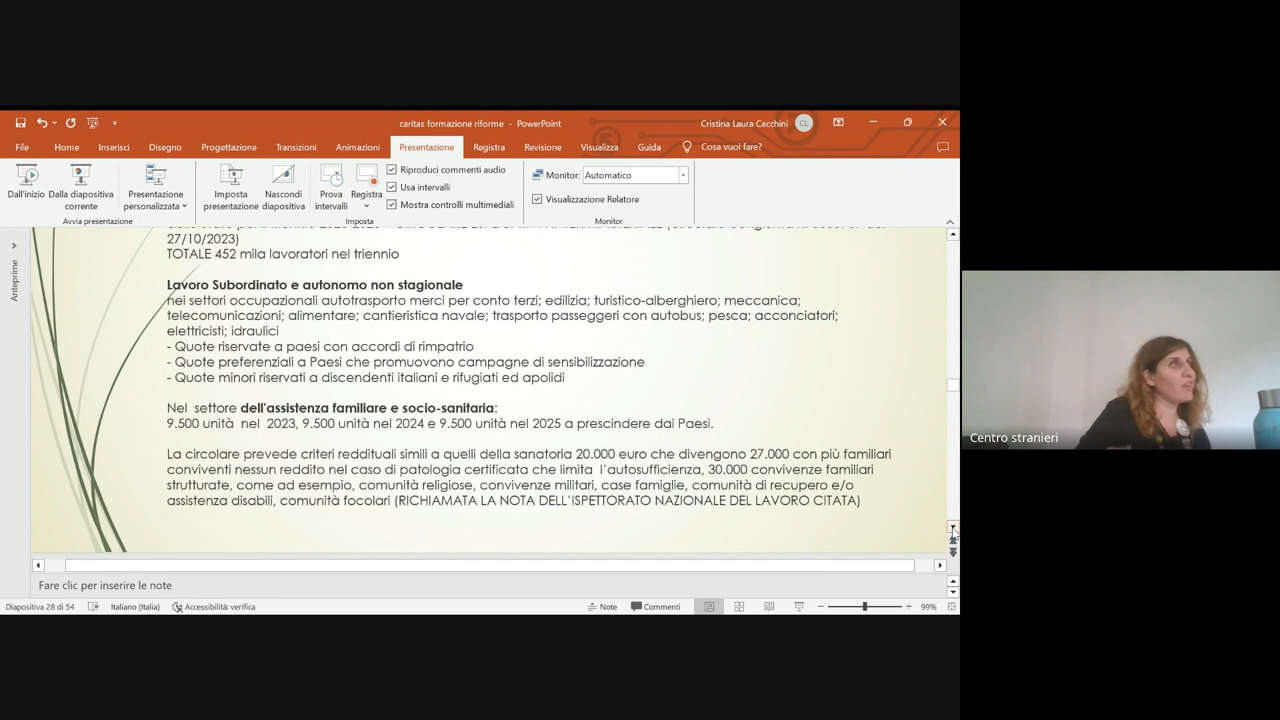 caritas formazione riforme - PowerPoint
Cristina Laura Cecchini
CL
File
Home
Inserisci
Disegno
Progettazione
Transizioni
Animazioni
Presentazione
Registra
Revisione
Visualizza
Guida
Cosa vuoi fare?
Dall'inizio
Dalla diapositiva corrente
Presentazione personalizzata
Avvia presentazione
Imposta presentazione
Nascondi diapositiva
Prova intervalli
Registra
Riproduci commenti audio
Usa intervalli
Mostra controlli multimediali
Imposta
Monitor: Automatico
Visualizzazione Relatore
Monitor
Anteprime
27/10/2023)
TOTALE 452 mila lavoratori nel triennio
Lavoro Subordinato e autonomo non stagionale
nei settori occupazionali autotrasporto merci per conto terzi; edilizia; turistico-alberghiero; meccanica;
telecomunicazioni; alimentare; cantieristica navale; trasporto passeggeri con autobus; pesca; acconciatori;
elettricisti; idraulici
- Quote riservate a paesi con accordi di rimpatrio
- Quote preferenziali a Paesi che promuovono campagne di sensibilizzazione
- Quote minori riservati a discendenti italiani e rifugiati ed apolidi
Nel settore dell'assistenza familiare e socio-sanitaria:
9.500 unità nel 2023, 9.500 unità nel 2024 e 9.500 unità nel 2025 a prescindere dai Paesi.
La circolare prevede criteri reddituali simili a quelli della sanatoria 20.000 euro che divengono 27.000 con più familiari
conviventi nessun reddito nel caso di patologia certificata che limita l'autosufficienza, 30.000 convivenze familiari
strutturate, come ad esempio, comunità religiose, convivenze militari, case famiglie, comunità di recupero e/o
assistenza disabili, comunità focolari (RICHIAMATA LA NOTA DELL'ISPETTORATO NAZIONALE DEL LAVORO CITATA)
Fare clic per inserire le note
Diapositiva 28 di 54
Italiano (Italia)
Accessibilità: verifica
Note
Commenti
99%
Centro stranieri